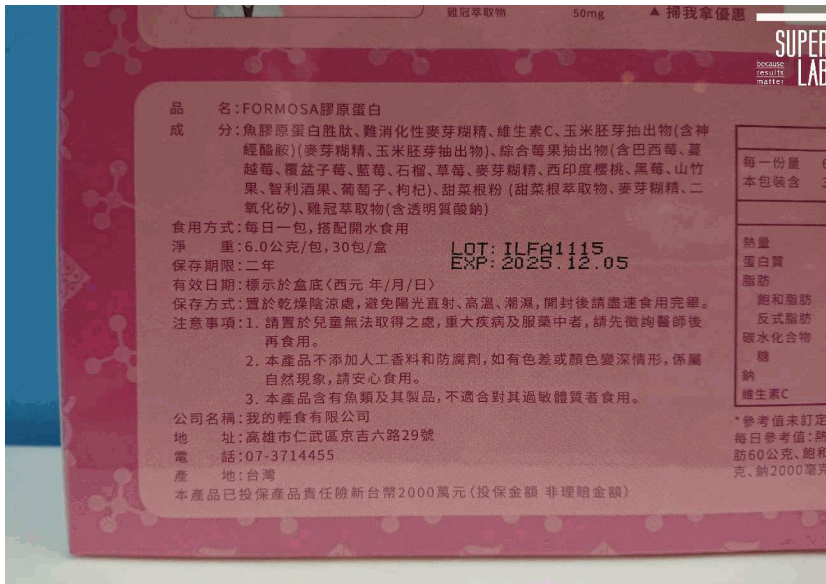 雞冠萃取物 50mg ▲掃我拿優惠
SUPER
LAB
because
results
matter
品 名:FORMOSA膠原蛋白
成 分:魚膠原蛋白胜肽、難消化性麥芽糊精、維生素C、玉米胚芽抽出物(含神
經醯胺)(麥芽糊精、玉米胚芽抽出物)、綜合莓果抽出物(含巴西莓、蔓
越莓、覆盆子莓、藍莓、石榴、草莓、麥芽糊精、西印度櫻桃、黑莓、山竹
果、智利酒果、葡萄子、枸杞)、甜菜根粉 (甜菜根萃取物、麥芽糊精、二
氧化矽)、雞冠萃取物(含透明質酸鈉)
食用方式:每日一包,搭配開水食用
淨 重:6.0公克/包,30包/盒
LOT: ILFA1115
保存期限:二年
EXP: 2025.12.05
有效日期:標示於盒底〈西元 年/月/日〉
保存方式:置於乾燥陰涼處,避免陽光直射、高溫、潮濕,開封後請盡速食用完畢。
注意事項:1. 請置於兒童無法取得之處,重大疾病及服藥中者,請先徵詢醫師後
再食用。
2. 本產品不添加人工香料和防腐劑,如有色差或顏色變深情形,係屬
自然現象,請安心食用。
3. 本產品含有魚類及其製品,不適合對其過敏體質者食用。
公司名稱:我的輕食有限公司
地 址:高雄市仁武區京吉六路29號
電 話:07-3714455
產 地:台灣
本產品已投保產品責任險新台幣2000萬元(投保金額 非理賠金額)
每一份量 6
本包裝含 3
熱量
蛋白質
脂肪
飽和脂肪
反式脂肪
碳水化合物
糖
鈉
維生素C
*參考值未訂定
每日參考值:熱
肪60公克、飽和
克、鈉2000毫克